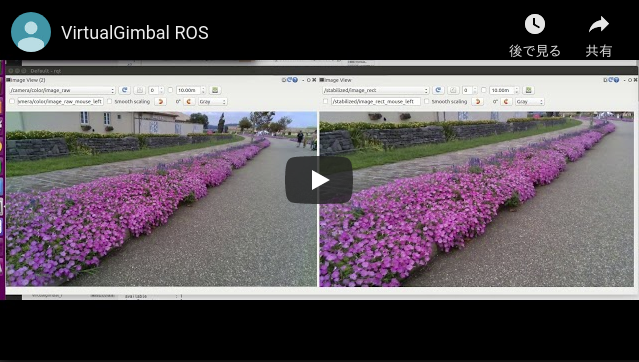 VirtualGimbal ROS
後で見る
共有
Default - rqt
Image View (2)
Image View
/camera/color/image_raw
0
10.00m
/stabilized/image_rect
0
10.00m
amera/color/image_raw_mouse_left
Smooth scaling
0°
Gray
/stabilized/image_rect_mouse_left
Smooth scaling
0°
Gray
available